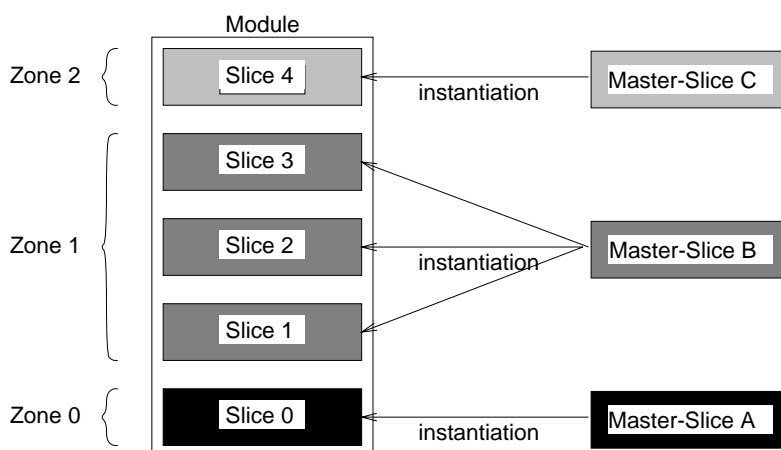 Module
Zone 2
Slice 4
instantiation
Master-Slice C
Slice 3
Zone 1
Slice 2
instantiation
Master-Slice B
Slice 1
Zone 0
Slice 0
instantiation
Master-Slice A